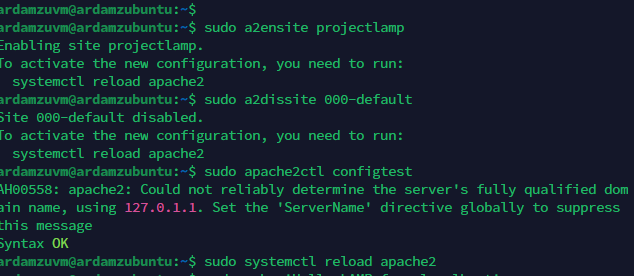 ardamzuvm@ardamzubuntu:~$
ardamzuvm@ardamzubuntu:~$ sudo a2ensite projectlamp
Enabling site projectlamp.
To activate the new configuration, you need to run:
  systemctl reload apache2
ardamzuvm@ardamzubuntu:~$ sudo a2dissite 000-default
Site 000-default disabled.
To activate the new configuration, you need to run:
  systemctl reload apache2
ardamzuvm@ardamzubuntu:~$ sudo apache2ctl configtest
AH00558: apache2: Could not reliably determine the server's fully qualified dom
ain name, using 127.0.1.1. Set the 'ServerName' directive globally to suppress
this message
Syntax OK
ardamzuvm@ardamzubuntu:~$ sudo systemctl reload apache2